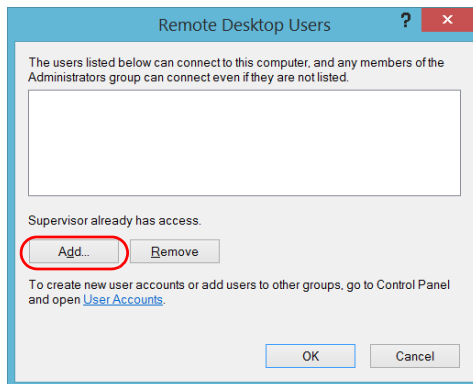 Remote Desktop Users
?
The users listed below can connect to this computer, and any members of the
Administrators group can connect even if they are not listed.
Supervisor already has access.
Add... Remove
To create new user accounts or add users to other groups, go to Control Panel
and open User Accounts.
OK Cancel